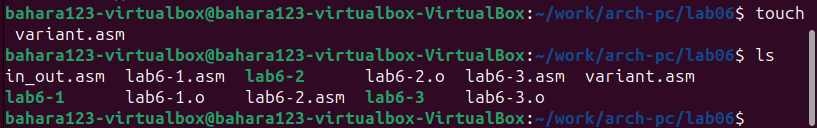 bahara123-virtualbox@bahara123-virtualbox-VirtualBox:~/work/arch-pc/lab06$ touch
 variant.asm
bahara123-virtualbox@bahara123-virtualbox-VirtualBox:~/work/arch-pc/lab06$ ls
in_out.asm  lab6-1.asm  lab6-2      lab6-2.o  lab6-3.asm  variant.asm
lab6-1      lab6-1.o    lab6-2.asm  lab6-3    lab6-3.o
bahara123-virtualbox@bahara123-virtualbox-VirtualBox:~/work/arch-pc/lab06$